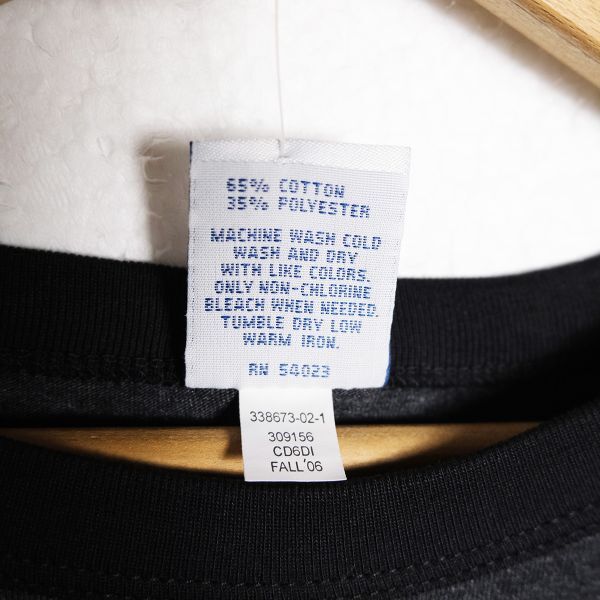 65% COTTON
35% POLYESTER
MACHINE WASH COLD
WASH AND DRY
WITH LIKE COLORS.
ONLY NON-CHLORINE
BLEACH WHEN NEEDED.
TUMBLE DRY LOW
WARM IRON.
RN 54023
338673-02-1
309156
CD6DI
FALL'06